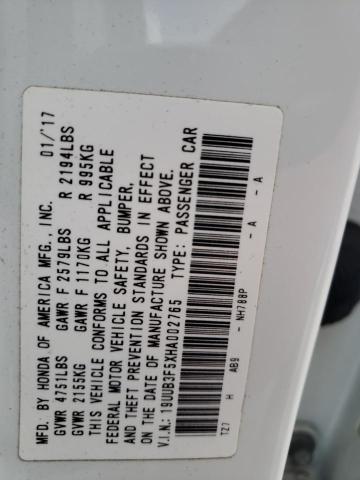 MFD. BY HONDA OF AMERICA MFG., INC. 01/'17
GVWR 4751LBS GAWR F 2579LBS R 2194LBS
GVWR 2155KG GAWR F 1170KG R 995KG
THIS VEHICLE CONFORMS TO ALL APPLICABLE
FEDERAL MOTOR VEHICLE SAFETY, BUMPER,
AND THEFT PREVENTION STANDARDS IN EFFECT
ON THE DATE OF MANUFACTURE SHOWN ABOVE.
V.I.N.: 19UUB3F5XHA002765 TYPE: PASSENGER CAR
TZ7 H AB9 - NH788P - A - A